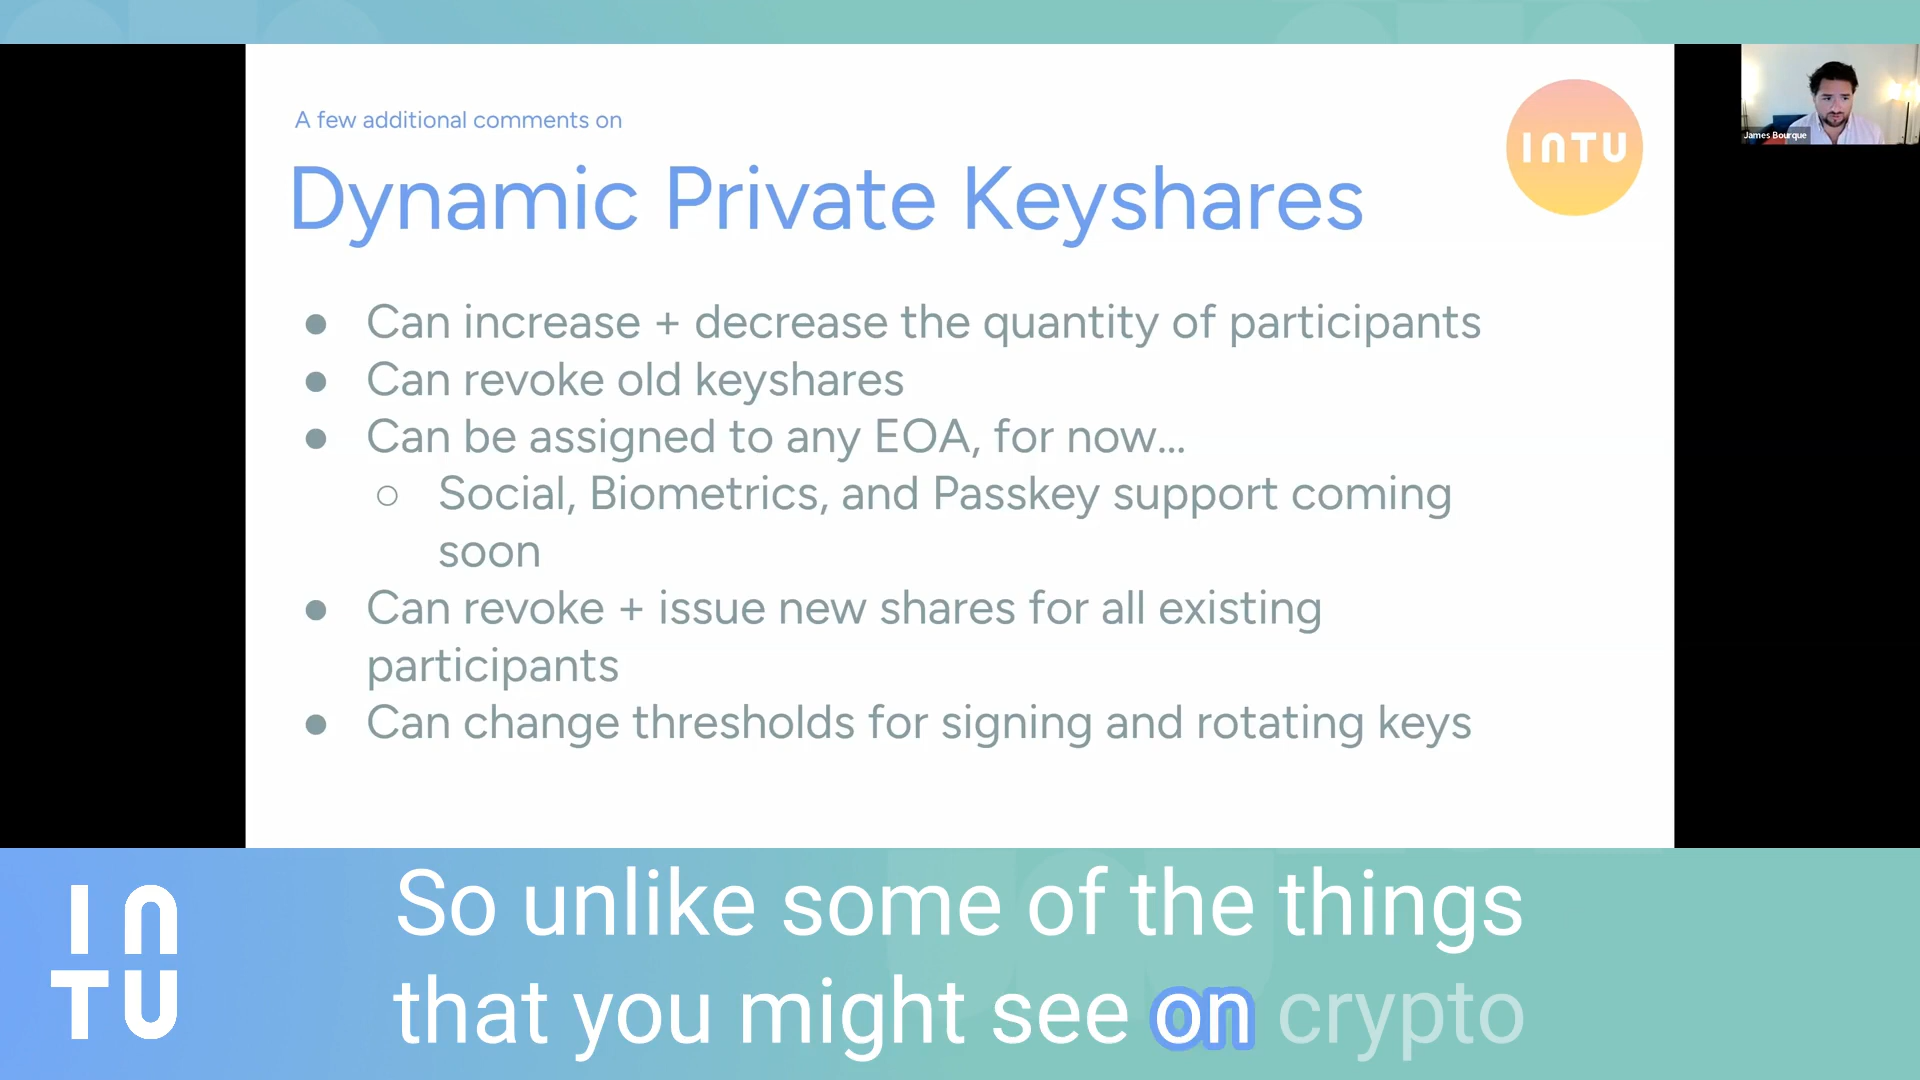 A few additional comments on
INTU
Dynamic Private Keyshares
James Bourque
● Can increase + decrease the quantity of participants
● Can revoke old keyshares
● Can be assigned to any EOA, for now...
○ Social, Biometrics, and Passkey support coming
soon
● Can revoke + issue new shares for all existing
participants
● Can change thresholds for signing and rotating keys
IN
TU
So unlike some of the things
that you might see on crypto